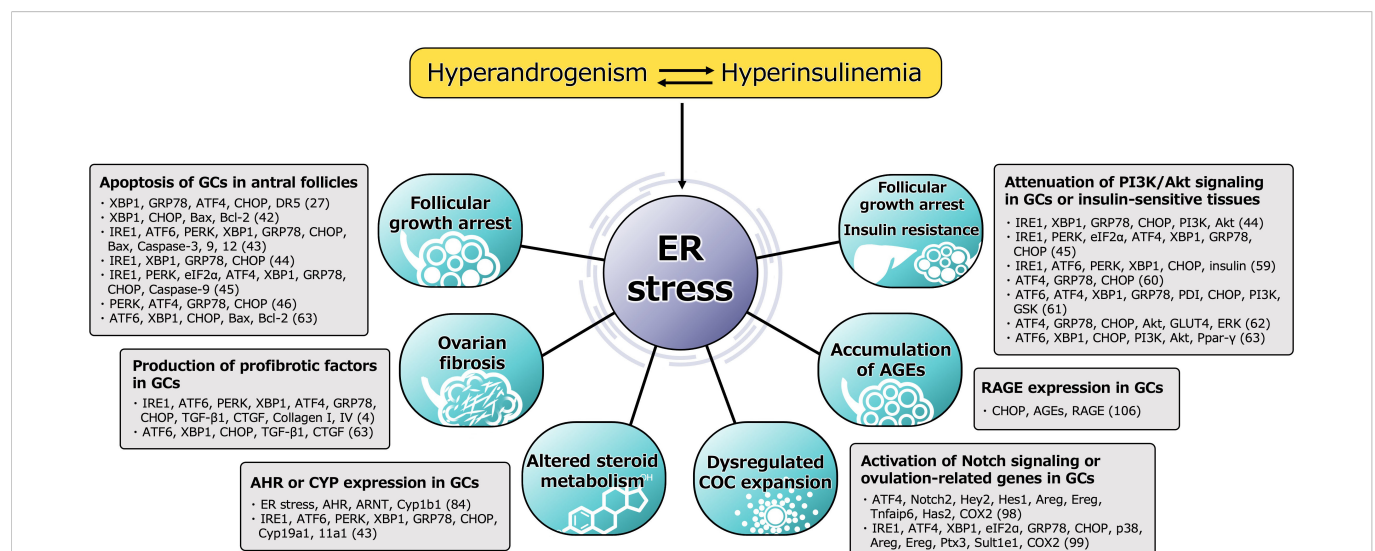 Hyperandrogenism ⇄ Hyperinsulinemia
Apoptosis of GCs in antral follicles
・XBP1, GRP78, ATF4, CHOP, DR5 (27)
・XBP1, CHOP, Bax, Bcl-2 (42)
・IRE1, ATF6, PERK, XBP1, GRP78, CHOP,
Bax, Caspase-3, 9, 12 (43)
・IRE1, XBP1, GRP78, CHOP (44)
・IRE1, PERK, eIF2α, ATF4, XBP1, GRP78,
CHOP, Caspase-9 (45)
・PERK, ATF4, GRP78, CHOP (46)
・ATF6, XBP1, CHOP, Bax, Bcl-2 (63)
Follicular
growth arrest
ER
stress
Follicular
growth arrest
Insulin resistance
Attenuation of PI3K/Akt signaling
in GCs or insulin-sensitive tissues
・IRE1, XBP1, GRP78, CHOP, PI3K, Akt (44)
・IRE1, PERK, eIF2α, ATF4, XBP1, GRP78,
CHOP (45)
・IRE1, ATF6, PERK, XBP1, CHOP, insulin (59)
・ATF4, GRP78, CHOP (60)
・ATF6, ATF4, XBP1, GRP78, PDI, CHOP, PI3K,
GSK (61)
・ATF4, GRP78, CHOP, Akt, GLUT4, ERK (62)
・ATF6, XBP1, CHOP, PI3K, Akt, Ppar-γ (63)
Production of profibrotic factors
in GCs
・IRE1, ATF6, PERK, XBP1, ATF4, GRP78,
CHOP, TGF-β1, CTGF, Collagen I, IV (4)
・ATF6, XBP1, CHOP, TGF-β1, CTGF (63)
Ovarian
fibrosis
Accumulation
of AGEs
RAGE expression in GCs
・CHOP, AGEs, RAGE (106)
AHR or CYP expression in GCs
・ER stress, AHR, ARNT, Cyp1b1 (84)
・IRE1, ATF6, PERK, XBP1, GRP78, CHOP,
Cyp19a1, 11a1 (43)
Altered steroid
metabolism
OH
Dysregulated
COC expansion
Activation of Notch signaling or
ovulation-related genes in GCs
・ATF4, Notch2, Hey2, Hes1, Areg, Ereg,
Tnfaip6, Has2, COX2 (98)
・IRE1, ATF4, XBP1, eIF2α, GRP78, CHOP, p38,
Areg, Ereg, Ptx3, Sult1e1, COX2 (99)